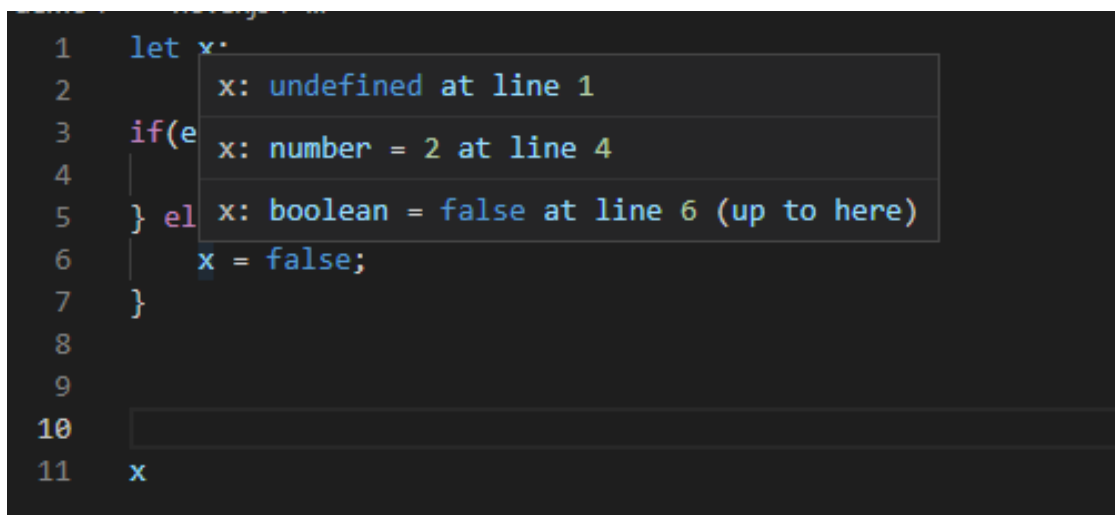 1 let x;
x: undefined at line 1
2
3 if(e
x: number = 2 at line 4
4
5 } el
x: boolean = false at line 6 (up to here)
6 x = false;
7 }
8
9
10
11 x